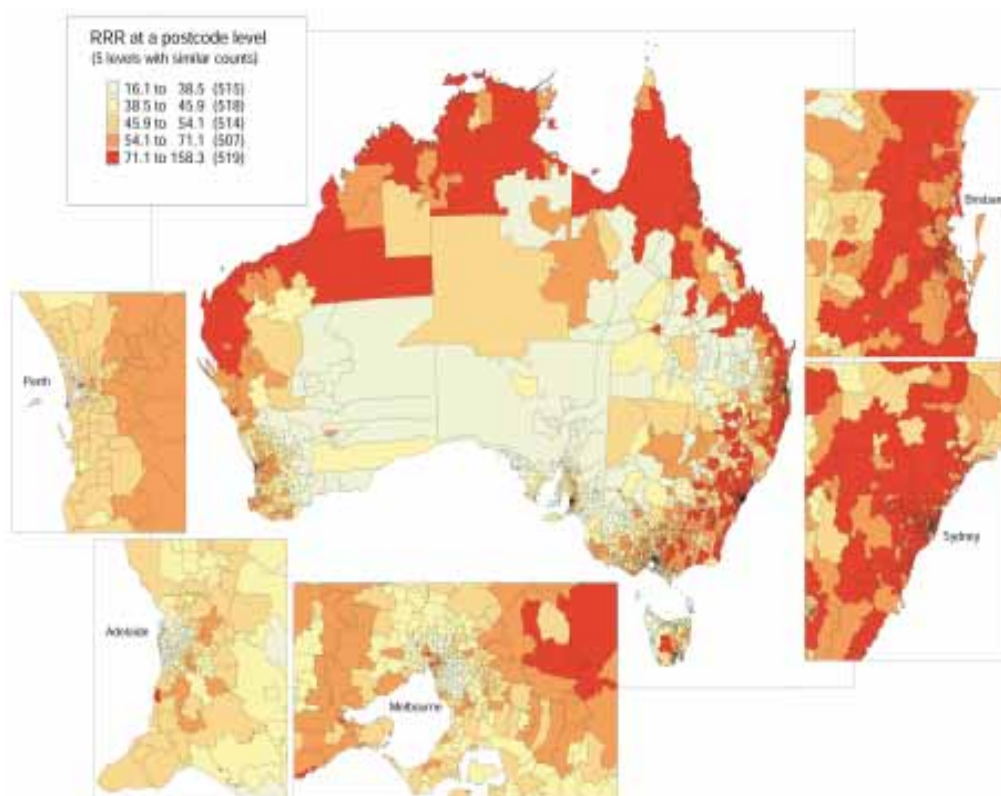 RRR at a postcode level
(5 levels with similar counts)
16.1 to 38.5 (515)
38.5 to 45.9 (518)
45.9 to 54.1 (514)
54.1 to 71.1 (507)
71.1 to 158.3 (519)
Brisban
Perth
Sydney
Adelaide
Melbourne